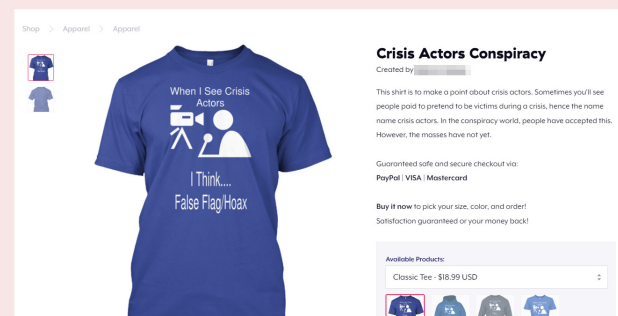 Shop > Apparel > Apparel
When I See Crisis
Actors
I Think....
False Flag/Hoax
Crisis Actors Conspiracy
Created by
This shirt is to make a point about crisis actors. Sometimes you'll see
people paid to pretend to be victims during a crisis, hence the name
name crisis actors. In the conspiracy world, people have accepted this.
However, the masses have not yet.
Guaranteed safe and secure checkout via:
PayPal | VISA | Mastercard
Buy it now to pick your size, color, and order!
Satisfaction guaranteed or your money back!
Available Products:
Classic Tee - $18.99 USD